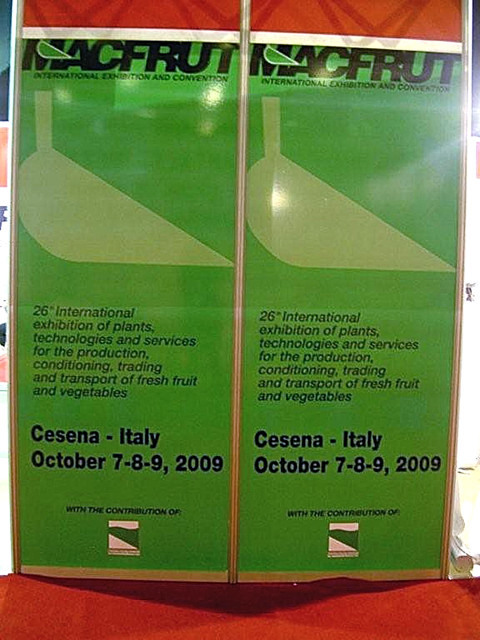 MACFRUT
INTERNATIONAL EXHIBITION AND CONVENTION
26° International
exhibition of plants,
technologies and services
for the production,
conditioning, trading
and transport of fresh fruit
and vegetables
Cesena - Italy
October 7-8-9, 2009
WITH THE CONTRIBUTION OF:
MACFRUT
INTERNATIONAL EXHIBITION AND CONVENTION
26° International
exhibition of plants,
technologies and services
for the production,
conditioning, trading
and transport of fresh fruit
and vegetables
Cesena - Italy
October 7-8-9, 2009
WITH THE CONTRIBUTION OF: